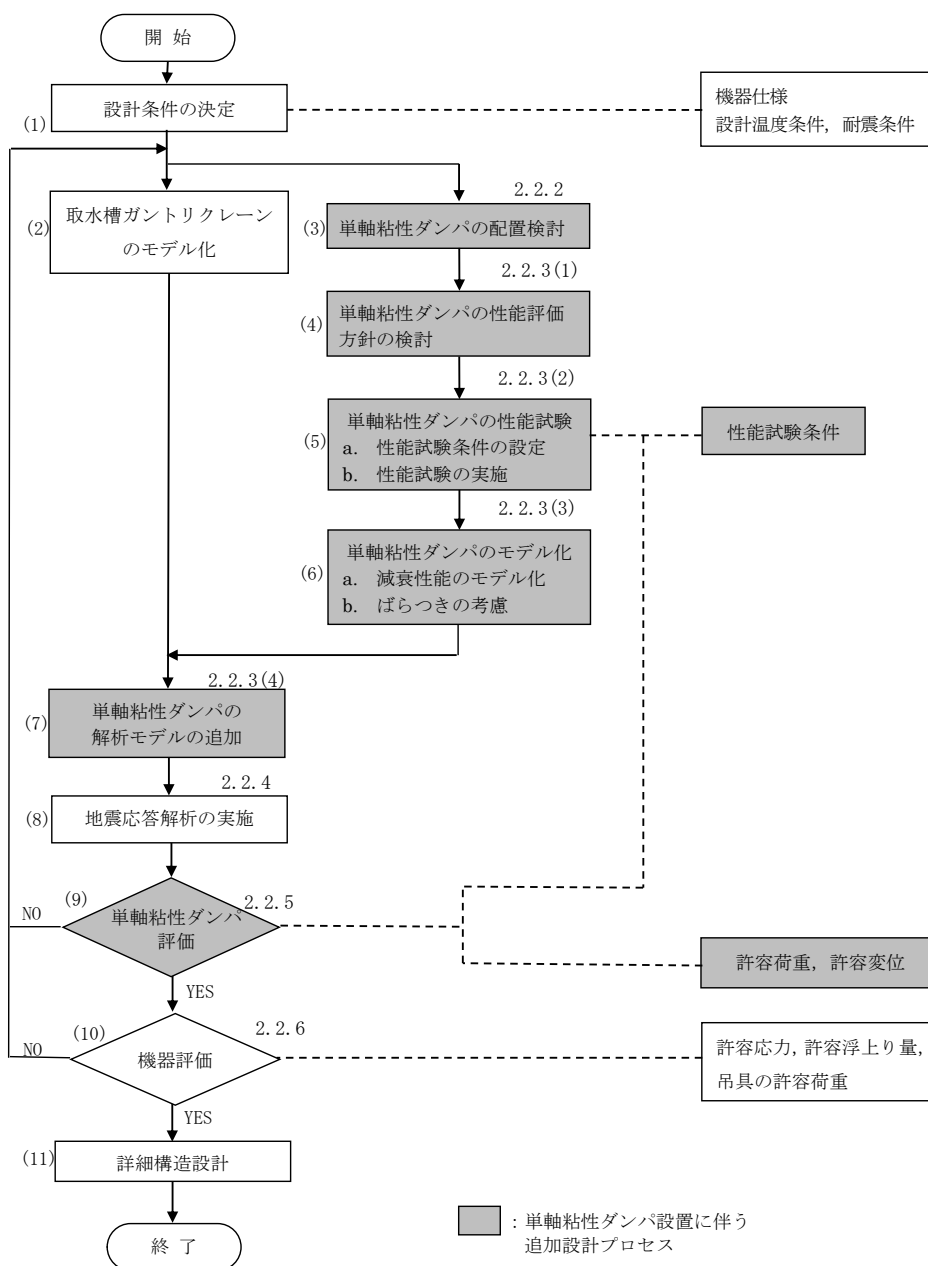 開 始
(1)
設計条件の決定
機器仕様
設計温度条件，耐震条件
(2)
取水槽ガントリクレーン
のモデル化
2.2.2
(3)
単軸粘性ダンパの配置検討
2.2.3(1)
(4)
単軸粘性ダンパの性能評価
方針の検討
2.2.3(2)
(5)
単軸粘性ダンパの性能試験
a. 性能試験条件の設定
b. 性能試験の実施
性能試験条件
2.2.3(3)
(6)
単軸粘性ダンパのモデル化
a. 減衰性能のモデル化
b. ばらつきの考慮
2.2.3(4)
(7)
単軸粘性ダンパの
解析モデルの追加
2.2.4
(8)
地震応答解析の実施
(9)
2.2.5
NO
単軸粘性ダンパ
評価
許容荷重，許容変位
YES
(10)
2.2.6
NO
機器評価
許容応力，許容浮上り量，
吊具の許容荷重
YES
(11)
詳細構造設計
終 了
：単軸粘性ダンパ設置に伴う
追加設計プロセス